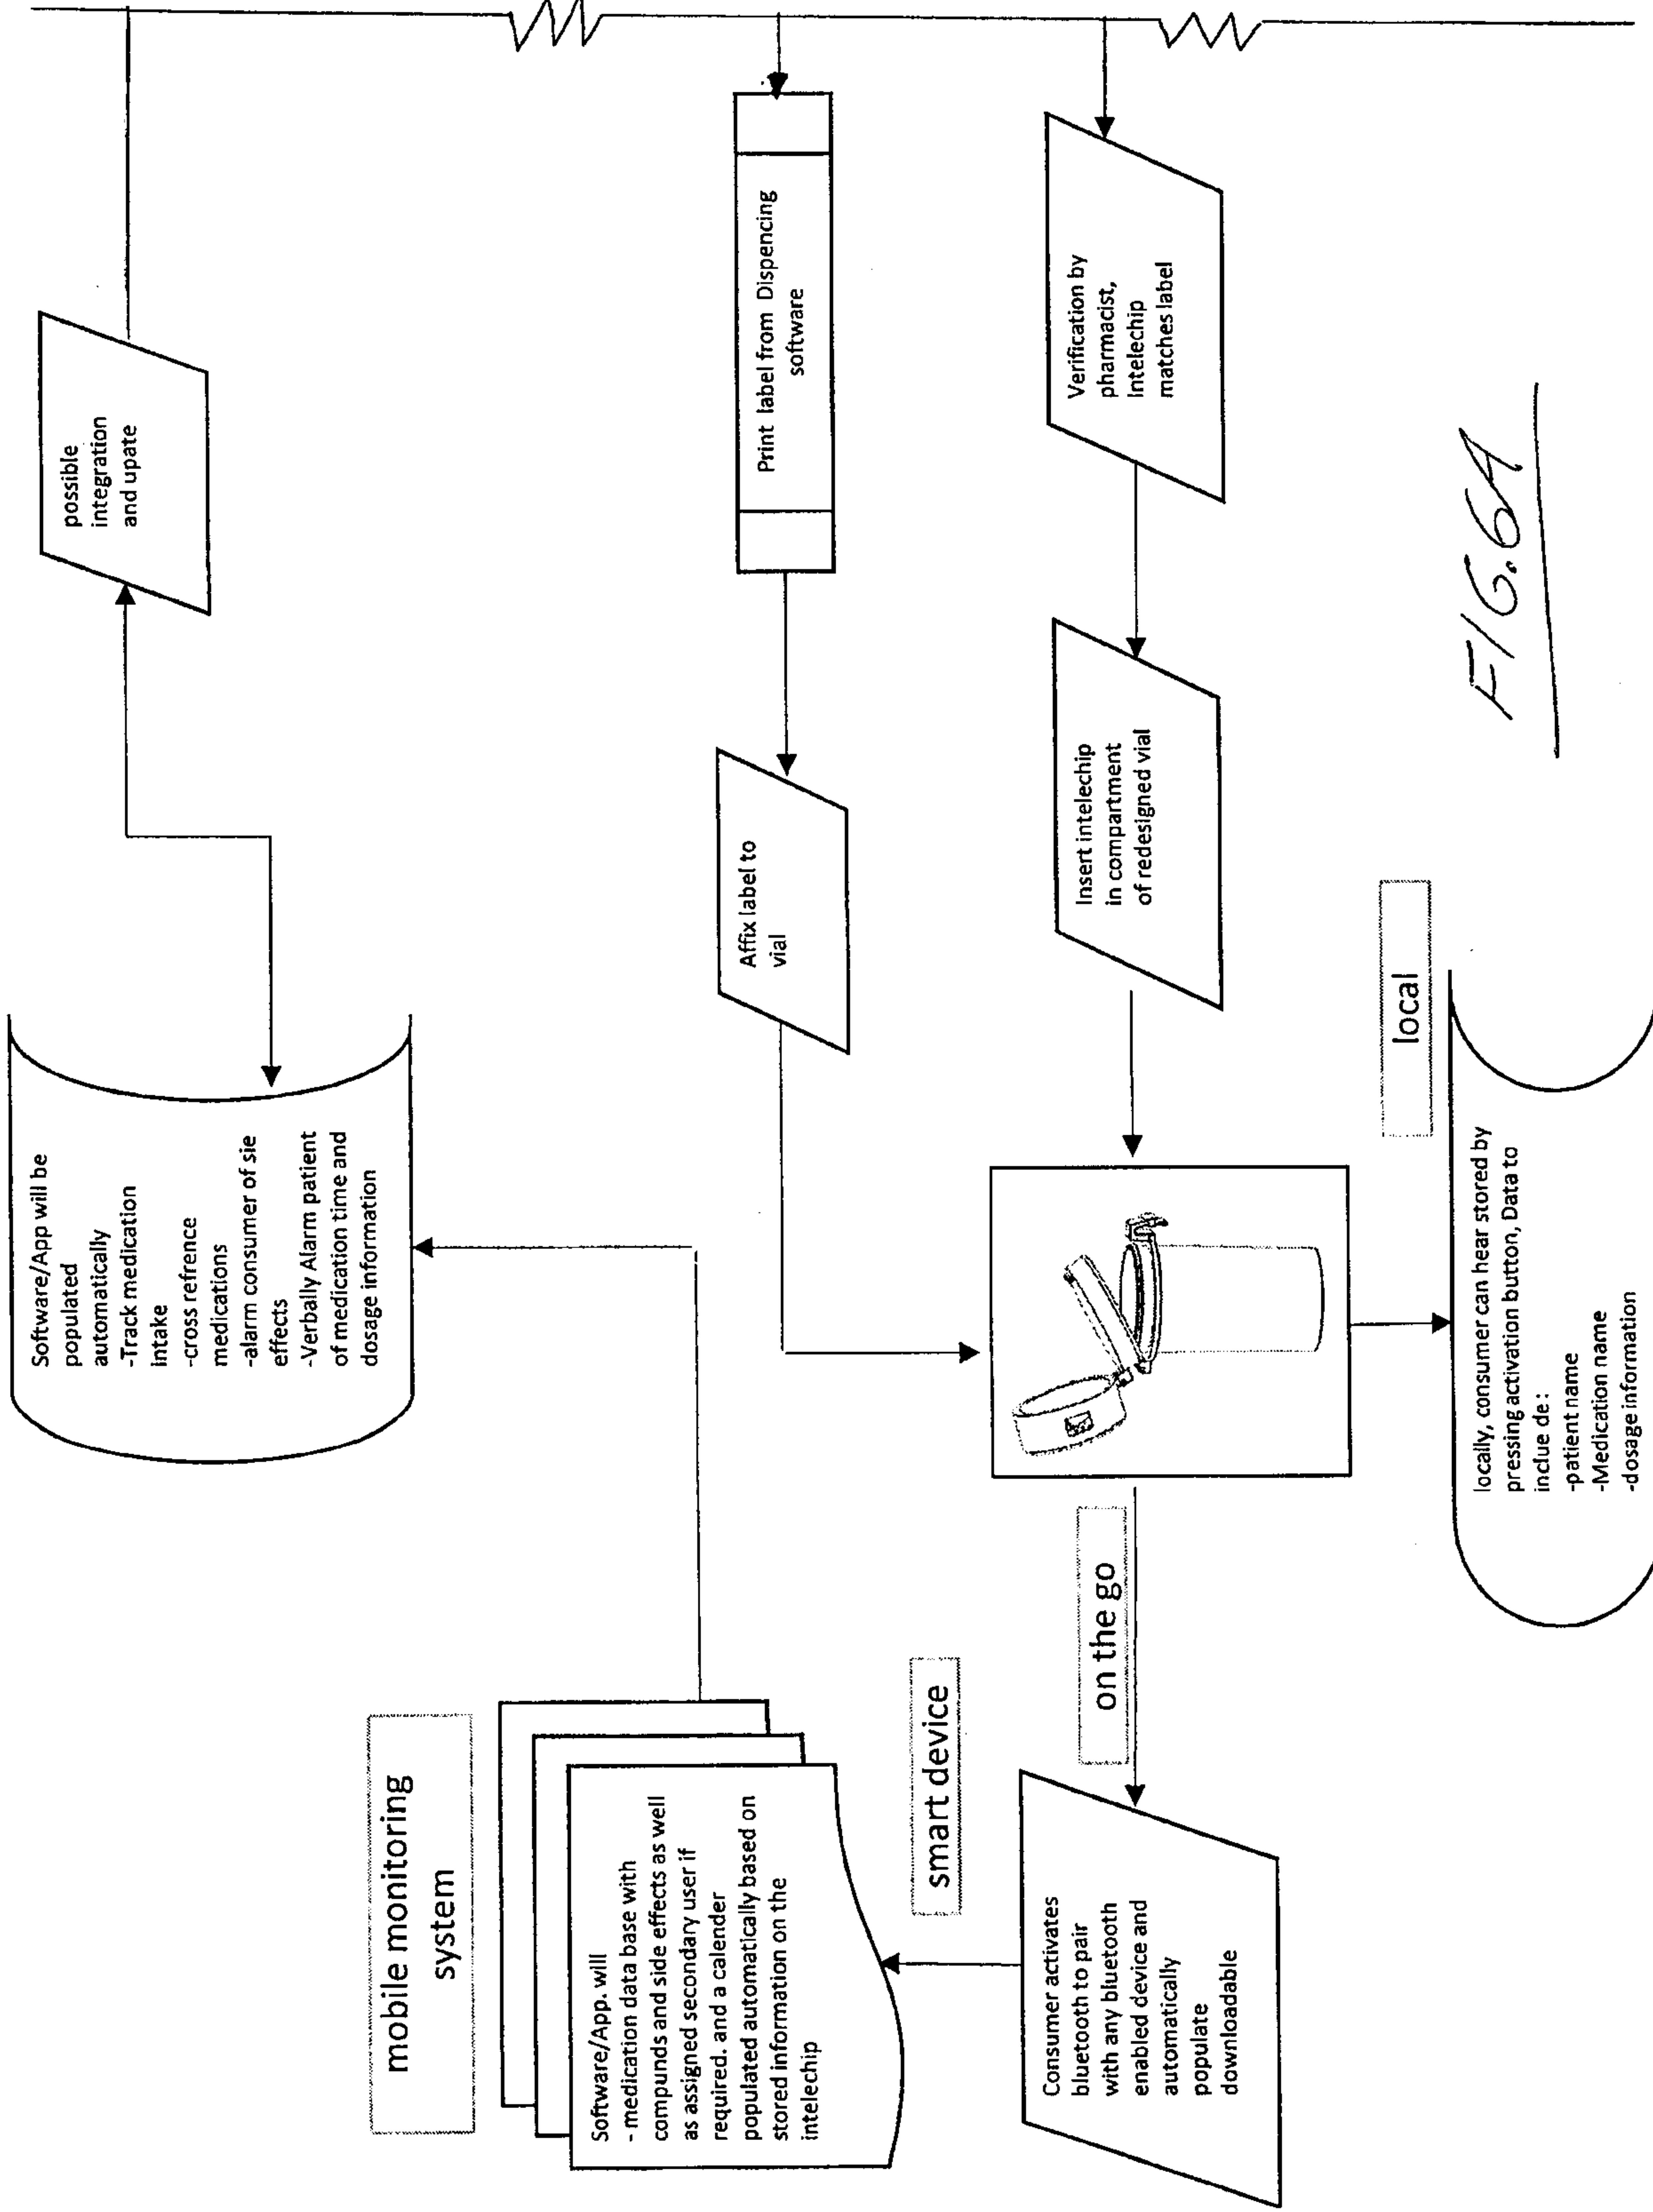 mobile monitoring
system
Software/App will be
populated
automatically
-Track medication
intake
-cross refrence
medications
-alarm consumer of sie
effects
-Verbally Alarm patient
of medication time and
dosage information
possible
integration
and upate
Software/App. will
- medication data base with
compunds and side effects as well
as assigned secondary user if
required. and a calender
populated automatically based on
stored information on the
intelechip
Affix label to
vial
Print label from Dispencing
software
smart device
Consumer activates
bluetooth to pair
with any bluetooth
enabled device and
automatically
populate
downloadable
on the go
Insert intelechip
in compartment
of redesigned vial
Verification by
pharmacist,
Intelechip
matches label
local
locally, consumer can hear stored by
pressing activation button, Data to
inclue de :
-patient name
-Medication name
-dosage information
FIG. 6A